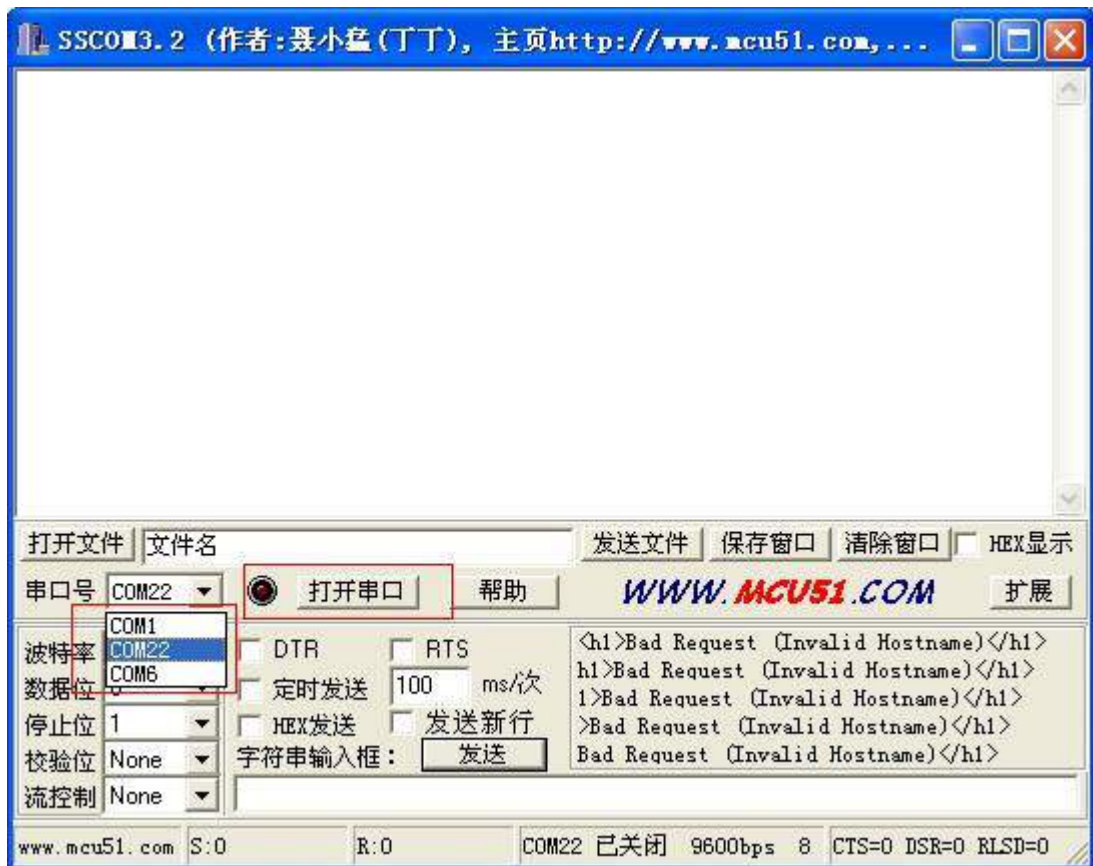 SSCOM3.2 (作者:聂小猛(丁丁), 主页http://www.mcu51.com,...
打开文件 文件名 发送文件 保存窗口 清除窗口 HEX显示
串口号 COM22 打开串口 帮助 WWW.MCU51.COM 扩展
COM1
COM22
COM6
波特率 DTR RTS
数据位 定时发送 100 ms/次
停止位 1 HEX发送 发送新行
校验位 None 字符串输入框: 发送
流控制 None
<h1>Bad Request (Invalid Hostname)</h1>
h1>Bad Request (Invalid Hostname)</h1>
1>Bad Request (Invalid Hostname)</h1>
>Bad Request (Invalid Hostname)</h1>
Bad Request (Invalid Hostname)</h1>
www.mcu51.com S:0 R:0 COM22 已关闭 9600bps 8 CTS=0 DSR=0 RLSD=0